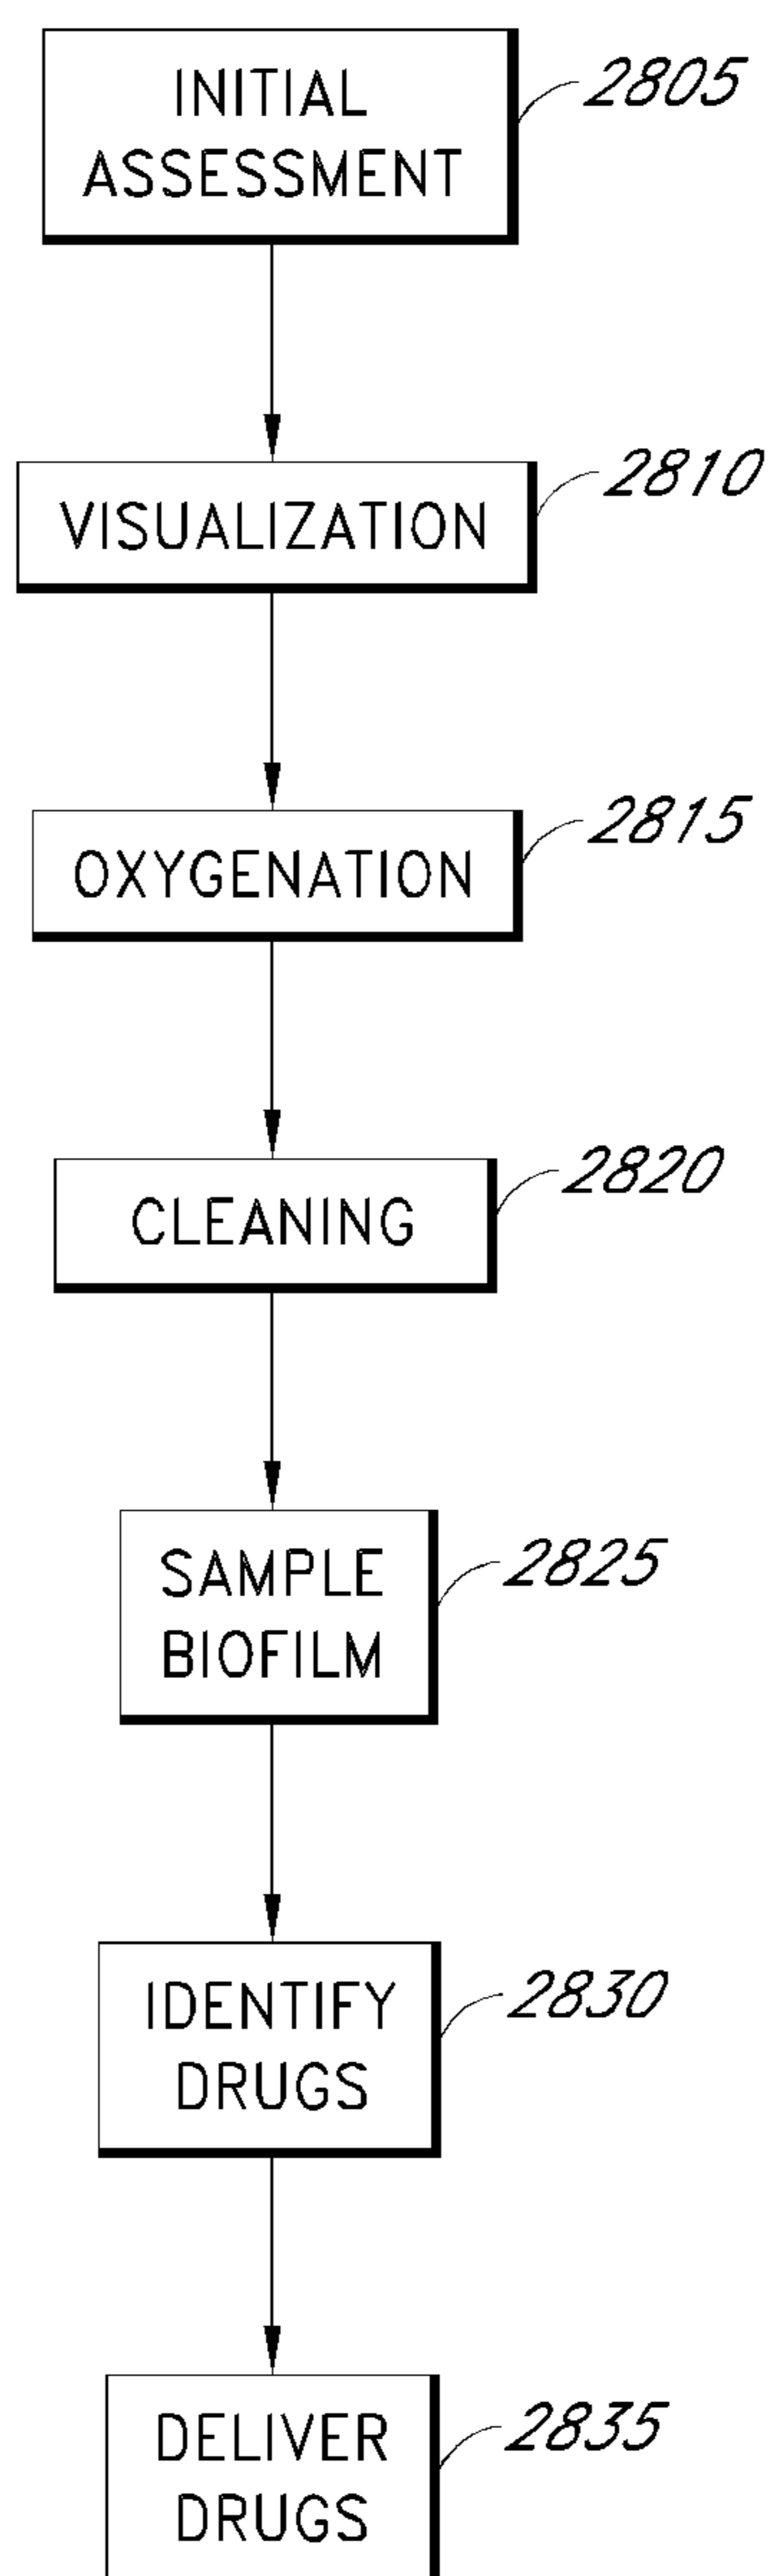 INITIAL
ASSESSMENT
2805
VISUALIZATION
2810
OXYGENATION
2815
CLEANING
2820
SAMPLE
BIOFILM
2825
IDENTIFY
DRUGS
2830
DELIVER
DRUGS
2835